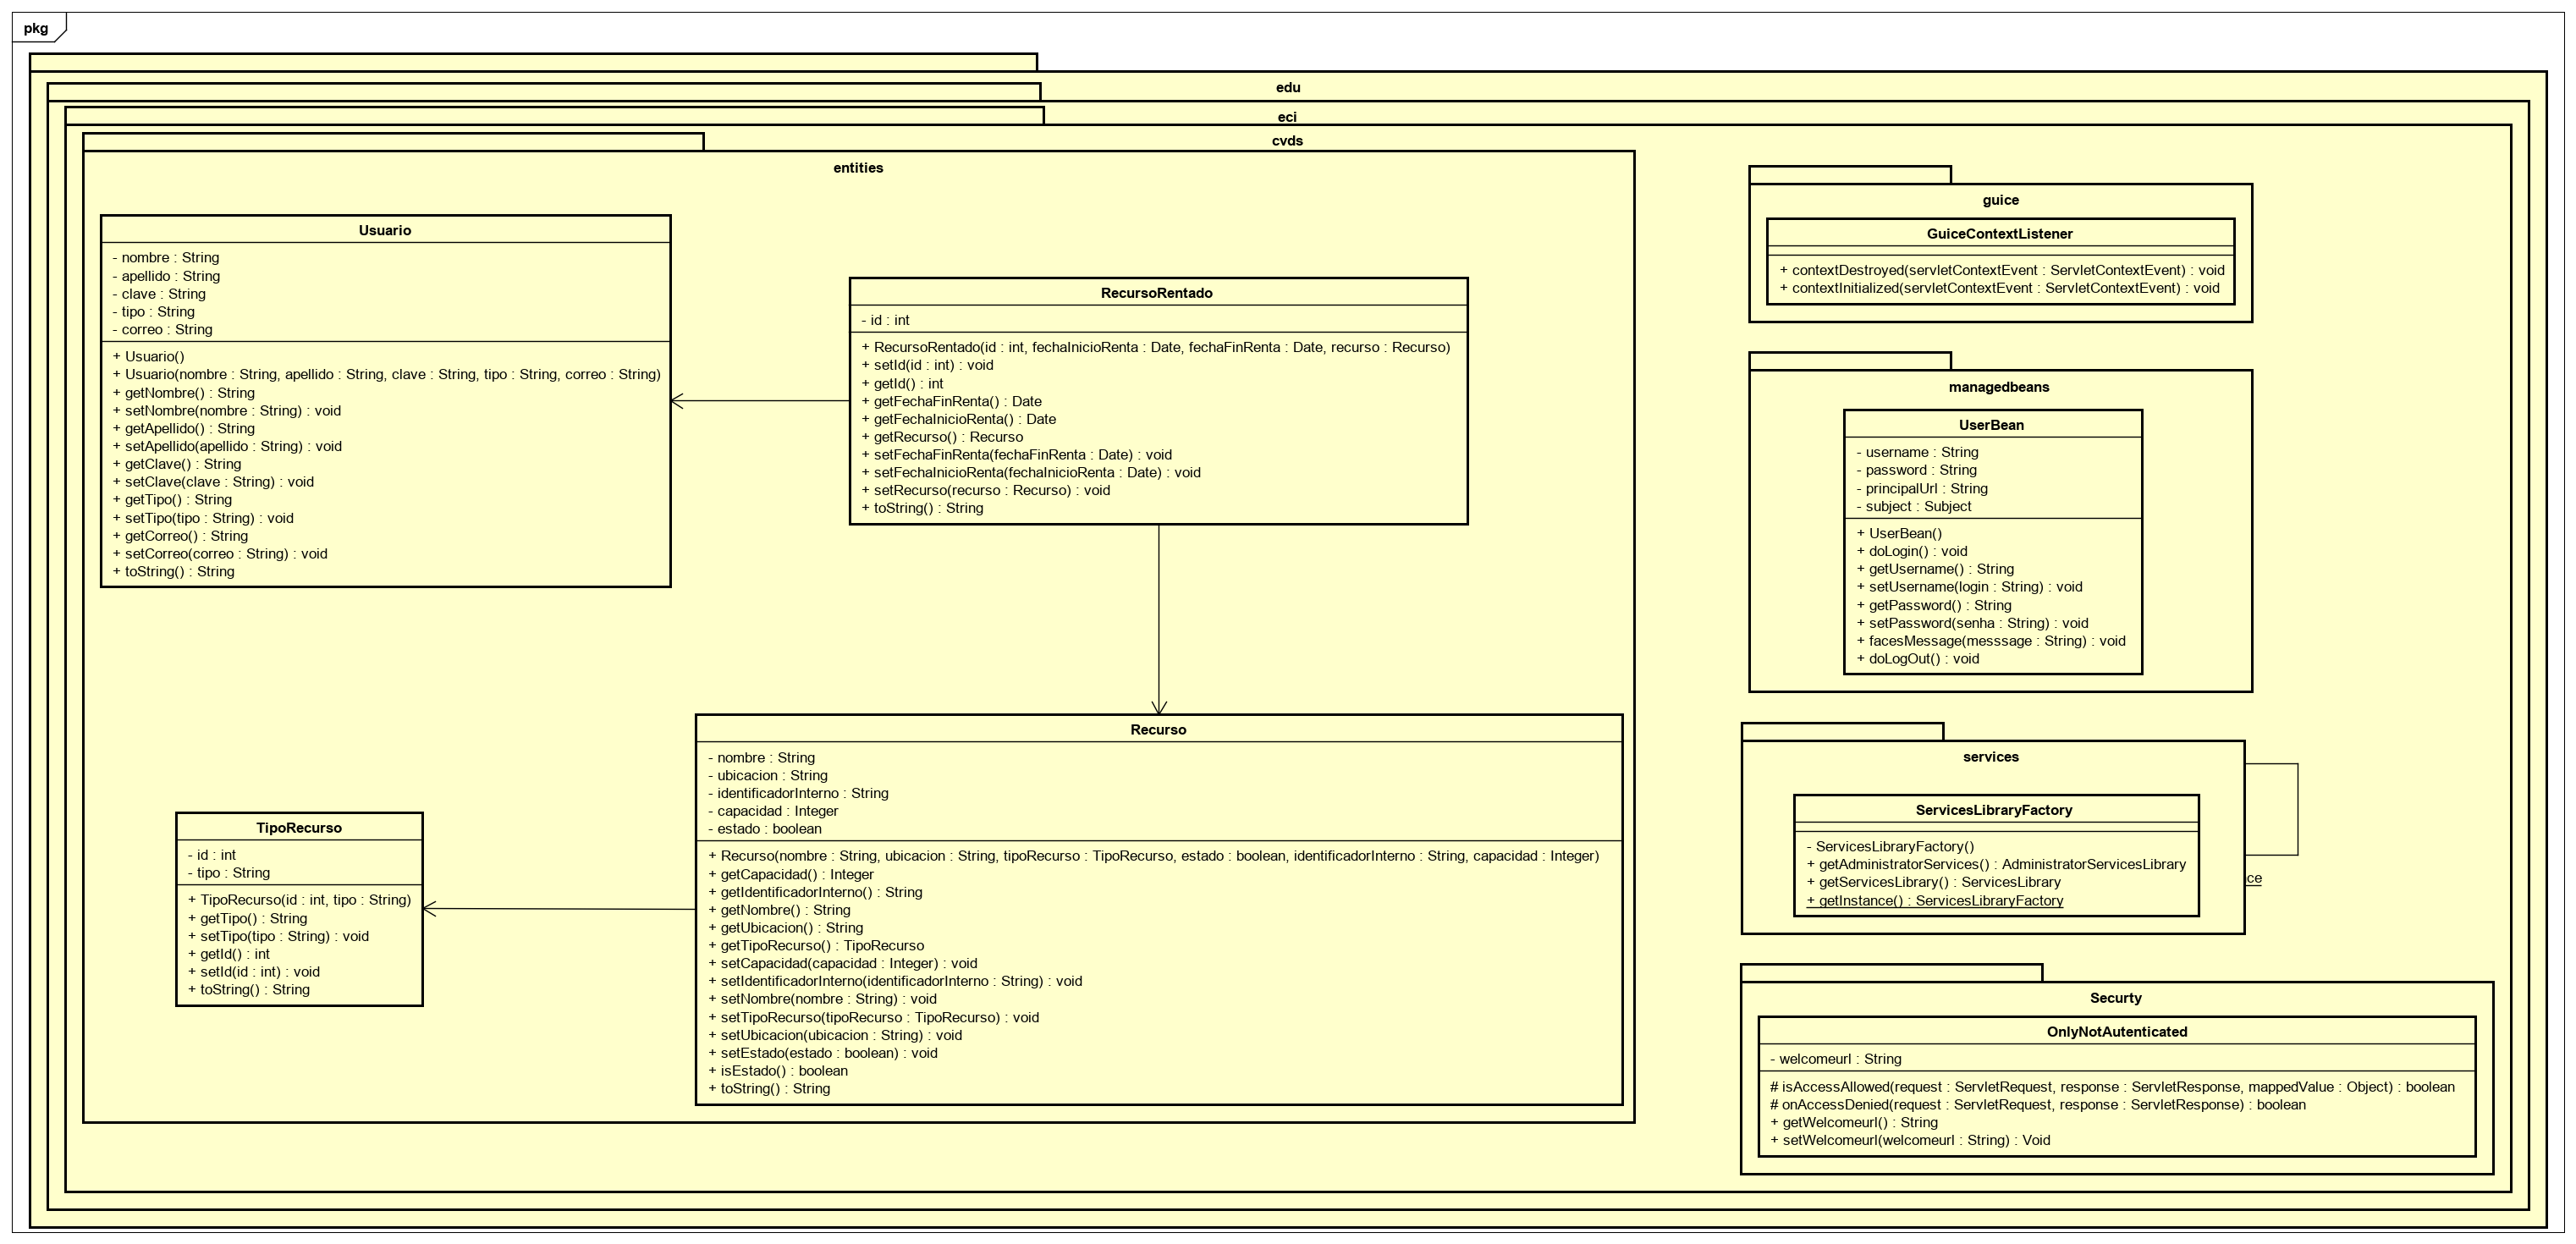 pkg
edu
eci
cvds
entities
Usuario
- nombre : String
- apellido : String
- clave : String
- tipo : String
- correo : String
+ Usuario()
+ Usuario(nombre : String, apellido : String, clave : String, tipo : String, correo : String)
+ getNombre() : String
+ setNombre(nombre : String) : void
+ getApellido() : String
+ setApellido(apellido : String) : void
+ getClave() : String
+ setClave(clave : String) : void
+ getTipo() : String
+ setTipo(tipo : String) : void
+ getCorreo() : String
+ setCorreo(correo : String) : void
+ toString() : String
RecursoRentado
- id : int
+ RecursoRentado(id : int, fechaInicioRenta : Date, fechaFinRenta : Date, recurso : Recurso)
+ setId(id : int) : void
+ getId() : int
+ getFechaFinRenta() : Date
+ getFechaInicioRenta() : Date
+ getRecurso() : Recurso
+ setFechaFinRenta(fechaFinRenta : Date) : void
+ setFechaInicioRenta(fechaInicioRenta : Date) : void
+ setRecurso(recurso : Recurso) : void
+ toString() : String
TipoRecurso
- id : int
- tipo : String
+ TipoRecurso(id : int, tipo : String)
+ getTipo() : String
+ setTipo(tipo : String) : void
+ getId() : int
+ setId(id : int) : void
+ toString() : String
Recurso
- nombre : String
- ubicacion : String
- identificadorInterno : String
- capacidad : Integer
- estado : boolean
+ Recurso(nombre : String, ubicacion : String, tipoRecurso : TipoRecurso, estado : boolean, identificadorInterno : String, capacidad : Integer)
+ getCapacidad() : Integer
+ getIdentificadorInterno() : String
+ getNombre() : String
+ getUbicacion() : String
+ getTipoRecurso() : TipoRecurso
+ setCapacidad(capacidad : Integer) : void
+ setIdentificadorInterno(identificadorInterno : String) : void
+ setNombre(nombre : String) : void
+ setTipoRecurso(tipoRecurso : TipoRecurso) : void
+ setUbicacion(ubicacion : String) : void
+ setEstado(estado : boolean) : void
+ isEstado() : boolean
+ toString() : String
guice
GuiceContextListener
+ contextDestroyed(servletContextEvent : ServletContextEvent) : void
+ contextInitialized(servletContextEvent : ServletContextEvent) : void
managedbeans
UserBean
- username : String
- password : String
- principalUrl : String
- subject : Subject
+ UserBean()
+ doLogin() : void
+ getUsername() : String
+ setUsername(login : String) : void
+ getPassword() : String
+ setPassword(senha : String) : void
+ facesMessage(messsage : String) : void
+ doLogOut() : void
services
ServicesLibraryFactory
- ServicesLibraryFactory()
+ getAdministratorServices() : AdministratorServicesLibrary
+ getServicesLibrary() : ServicesLibrary
+ getInstance() : ServicesLibraryFactory
ce
Securty
OnlyNotAutenticated
- welcomeurl : String
# isAccessAllowed(request : ServletRequest, response : ServletResponse, mappedValue : Object) : boolean
# onAccessDenied(request : ServletRequest, response : ServletResponse) : boolean
+ getWelcomeurl() : String
+ setWelcomeurl(welcomeurl : String) : Void